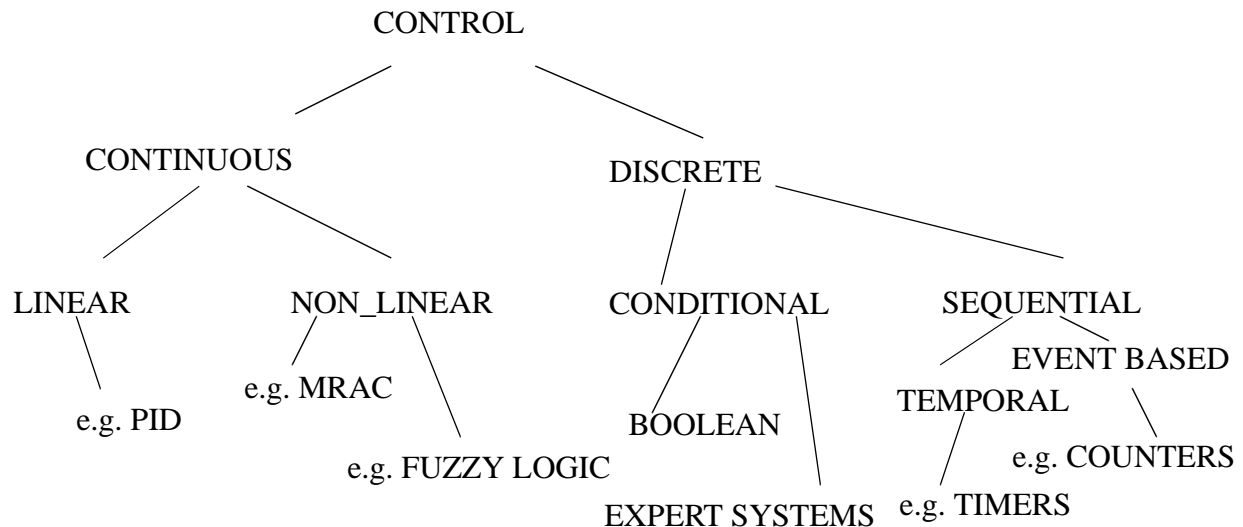 CONTROL
CONTINUOUS
DISCRETE
LINEAR
NON_LINEAR
CONDITIONAL
SEQUENTIAL
EVENT BASED
e.g. MRAC
TEMPORAL
e.g. PID
BOOLEAN
e.g. COUNTERS
e.g. FUZZY LOGIC
e.g. TIMERS
EXPERT SYSTEMS